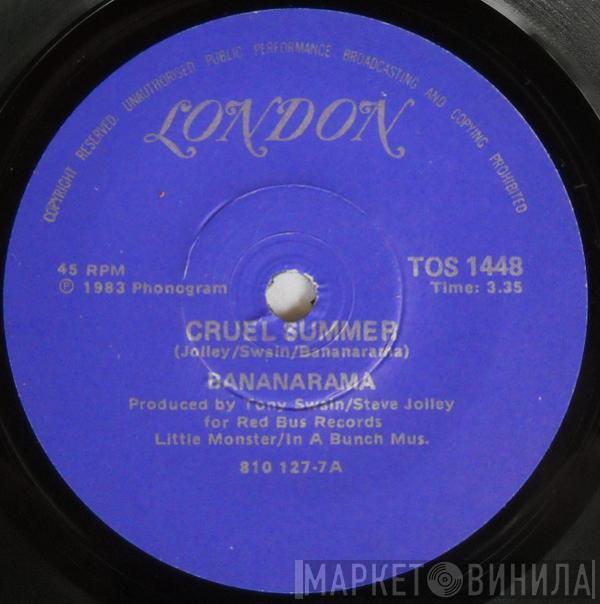 COPYRIGHT RESERVED. UNAUTHORISED PUBLIC PERFORMANCE BROADCASTING AND COPYING PROHIBITED
LONDON
45 RPM
℗ 1983 Phonogram
TOS 1448
Time: 3.35
CRUEL SUMMER
(Jolley/Swain/Bananarama)
BANANARAMA
Produced by Tony Swain/Steve Jolley
for Red Bus Records
Little Monster/In A Bunch Mus.
810 127-7A
МАРКЕТ ВИНИЛА